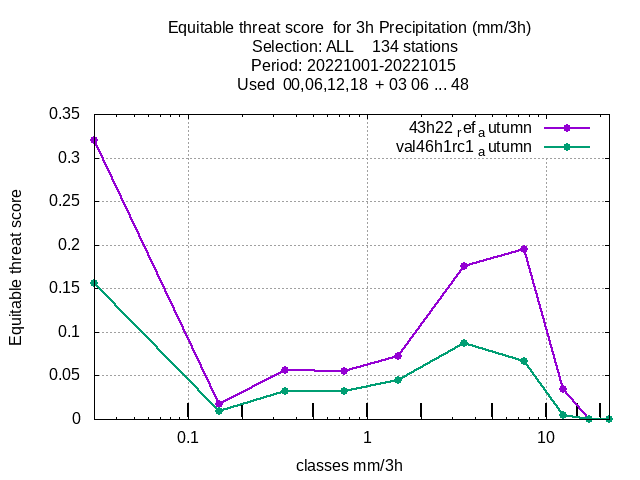 Equitable threat score  for 3h Precipitation (mm/3h)
Selection: ALL    134 stations
Period: 20221001-20221015
Used  00,06,12,18  + 03 06 ... 48
0.35
0.3
0.25
0.2
0.15
0.1
0.05
0
Equitable threat score
43h22 ref a utumn
val46h1rc1 a utumn
0.1
1
10
classes mm/3h